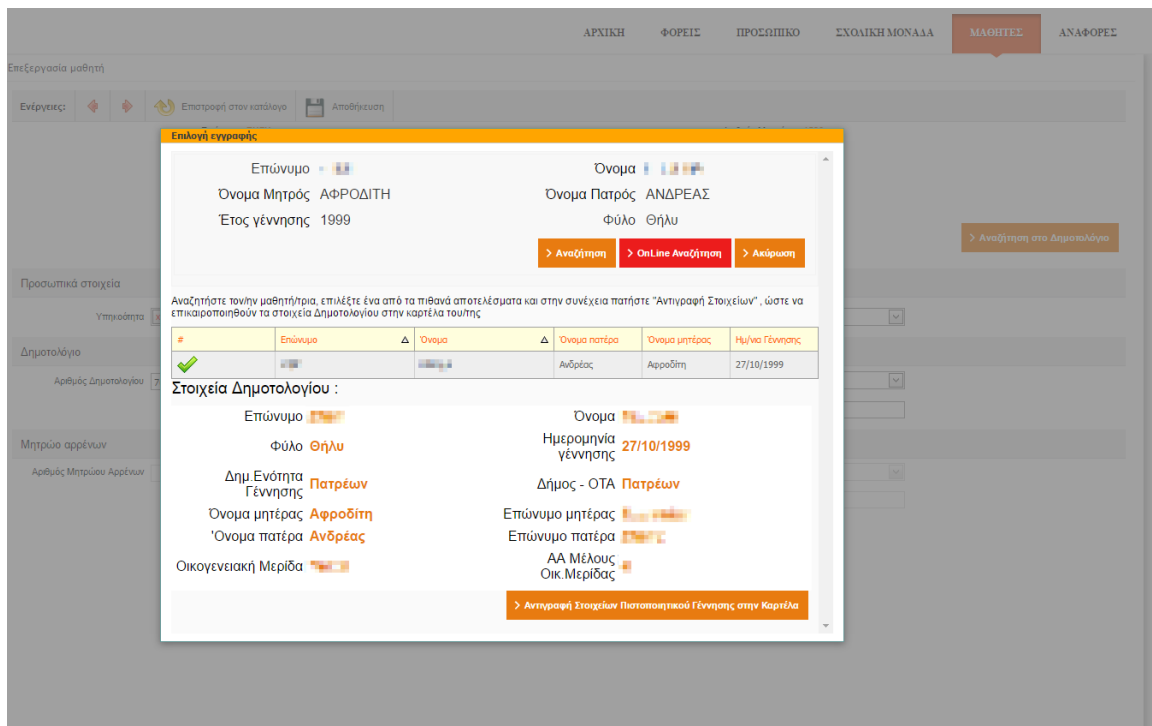 ΑΡΧΙΚΗ ΦΟΡΕΙΣ ΠΡΟΣΩΠΙΚΟ ΣΧΟΛΙΚΗ ΜΟΝΑΔΑ ΜΑΘΗΤΕΣ ΑΝΑΦΟΡΕΣ
Επεξεργασία μαθητή
Ενέργειες: Επιστροφή στον κατάλογο Αποθήκευση
Επιλογή εγγραφής
Επώνυμο Όνομα
Όνομα Μητρός ΑΦΡΟΔΙΤΗ Όνομα Πατρός ΑΝΔΡΕΑΣ
Έτος γέννησης 1999 Φύλο Θήλυ
> Αναζήτηση στο Δημοτολόγιο
> Αναζήτηση > OnLine Αναζήτηση > Ακύρωση
Προσωπικά στοιχεία
Αναζητήστε τον/ην μαθητή/τρια, επιλέξτε ένα από τα πιθανά αποτελέσματα και στην συνέχεια πατήστε "Αντιγραφή Στοιχείων" , ώστε να
επικαιροποιηθούν τα στοιχεία Δημοτολογίου στην καρτέλα του/της
Υπηκοότητα
# Επώνυμο Όνομα Όνομα πατέρα Όνομα μητέρας Ημ/νια Γέννησης
Δημοτολόγιο
Ανδρέας Αφροδίτη 27/10/1999
Αριθμός Δημοτολογίου 7
Στοιχεία Δημοτολογίου :
Επώνυμο Όνομα
Φύλο Θήλυ Ημερομηνία
γέννησης 27/10/1999
Μητρώο αρρένων
Αριθμός Μητρώου Αρρένων
Δημ.Ενότητα
Γέννησης Πατρέων Δήμος - ΟΤΑ Πατρέων
Όνομα μητέρας Αφροδίτη Επώνυμο μητέρας
'Ονομα πατέρα Ανδρέας Επώνυμο πατέρα
Οικογενειακή Μερίδα ΑΑ Μέλους
Οικ.Μερίδας
> Αντιγραφή Στοιχείων Πιστοποιητικού Γέννησης στην Καρτέλα